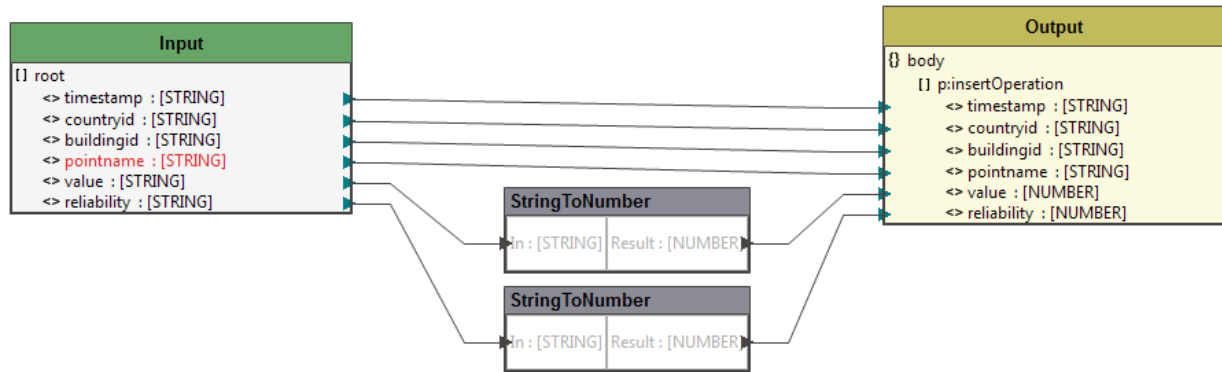 Input
[] root
<> timestamp : [STRING]
<> countryid : [STRING]
<> buildingid : [STRING]
<> pointname : [STRING]
<> value : [STRING]
<> reliability : [STRING]
StringToNumber
In : [STRING] Result : [NUMBER]
StringToNumber
In : [STRING] Result : [NUMBER]
Output
{} body
[] p:insertOperation
<> timestamp : [STRING]
<> countryid : [STRING]
<> buildingid : [STRING]
<> pointname : [STRING]
<> value : [NUMBER]
<> reliability : [NUMBER]